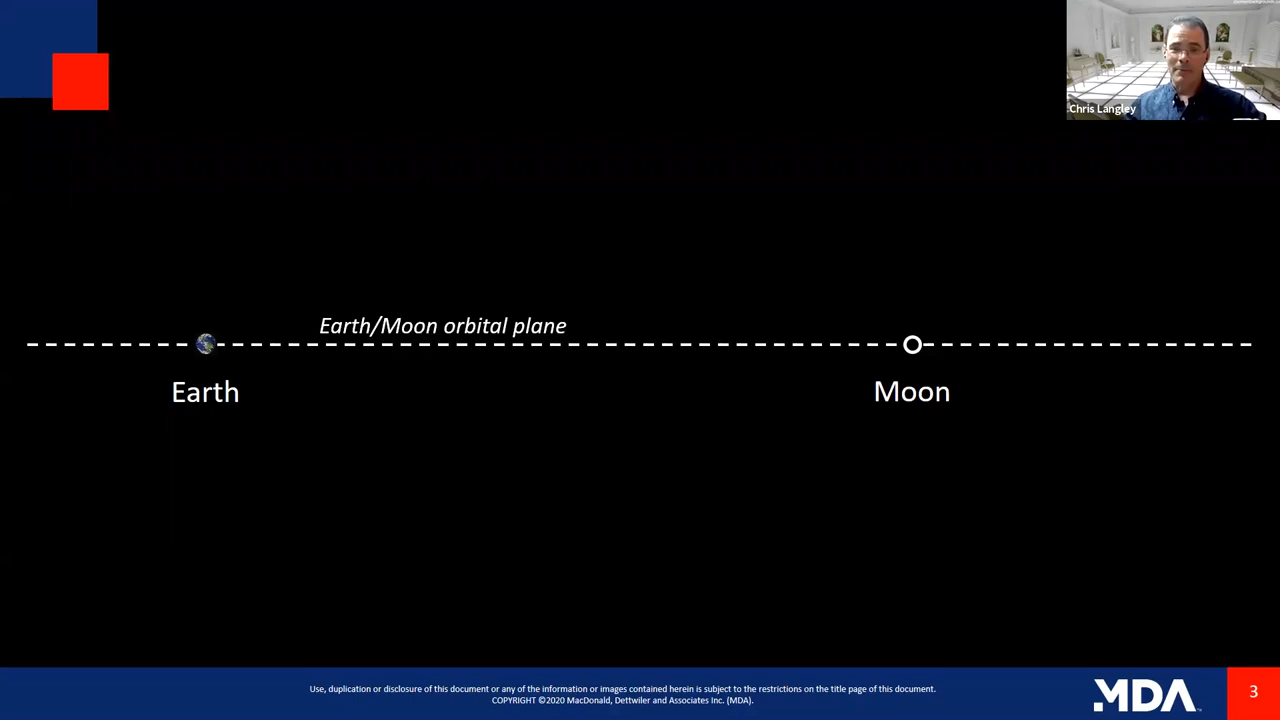 Chris Langley
Earth/Moon orbital plane
Earth
Moon
Use, duplication or disclosure of this document or any of the information or images contained herein is subject to the restrictions on the title page of this document.
COPYRIGHT ©2020 MacDonald, Dettwiler and Associates Inc. (MDA).
MDA
3